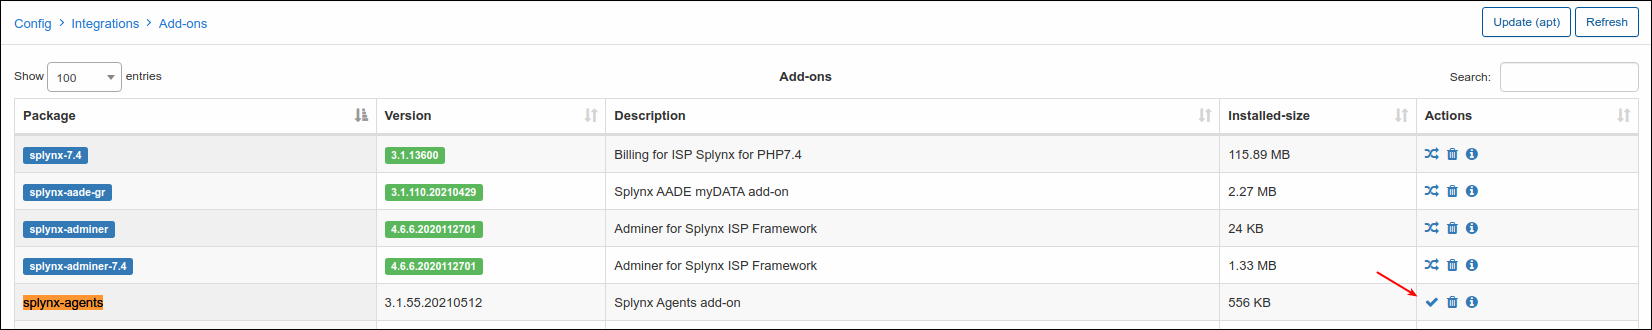 Config > Integrations > Add-ons Update (apt) Refresh
Show 100 entries Add-ons Search:
Package Version Description Installed-size Actions
splynx-7.4 3.1.13600 Billing for ISP Splynx for PHP7.4 115.89 MB
splynx-aade-gr 3.1.110.20210429 Splynx AADE myDATA add-on 2.27 MB
splynx-adminer 4.6.6.2020112701 Adminer for Splynx ISP Framework 24 KB
splynx-adminer-7.4 4.6.6.2020112701 Adminer for Splynx ISP Framework 1.33 MB
splynx-agents 3.1.55.20210512 Splynx Agents add-on 556 KB